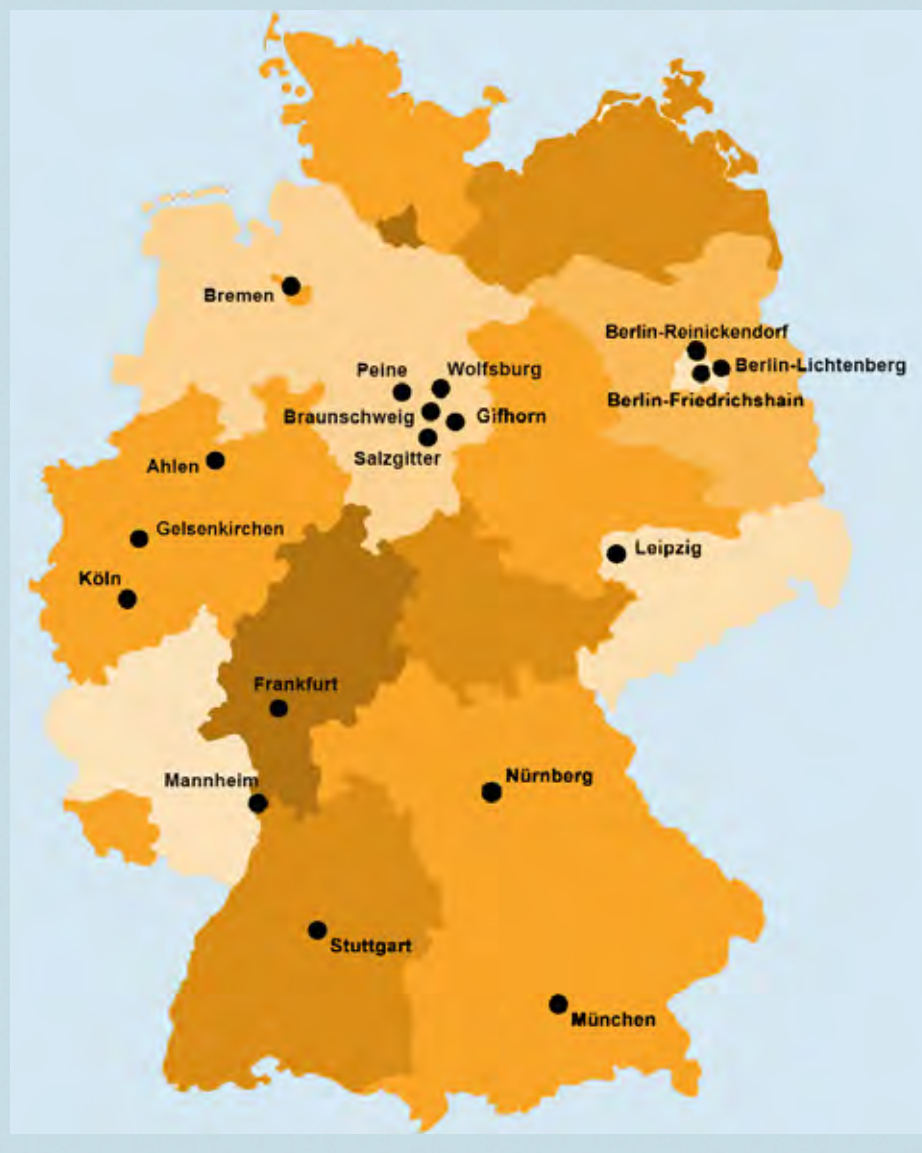 Bremen
Berlin-Reinickendorf
Berlin-Lichtenberg
Peine
Wolfsburg
Berlin-Friedrichshain
Braunschweig
Gifhorn
Salzgitter
Ahlen
Gelsenkirchen
Leipzig
Köln
Frankfurt
Mannheim
Nürnberg
Stuttgart
München